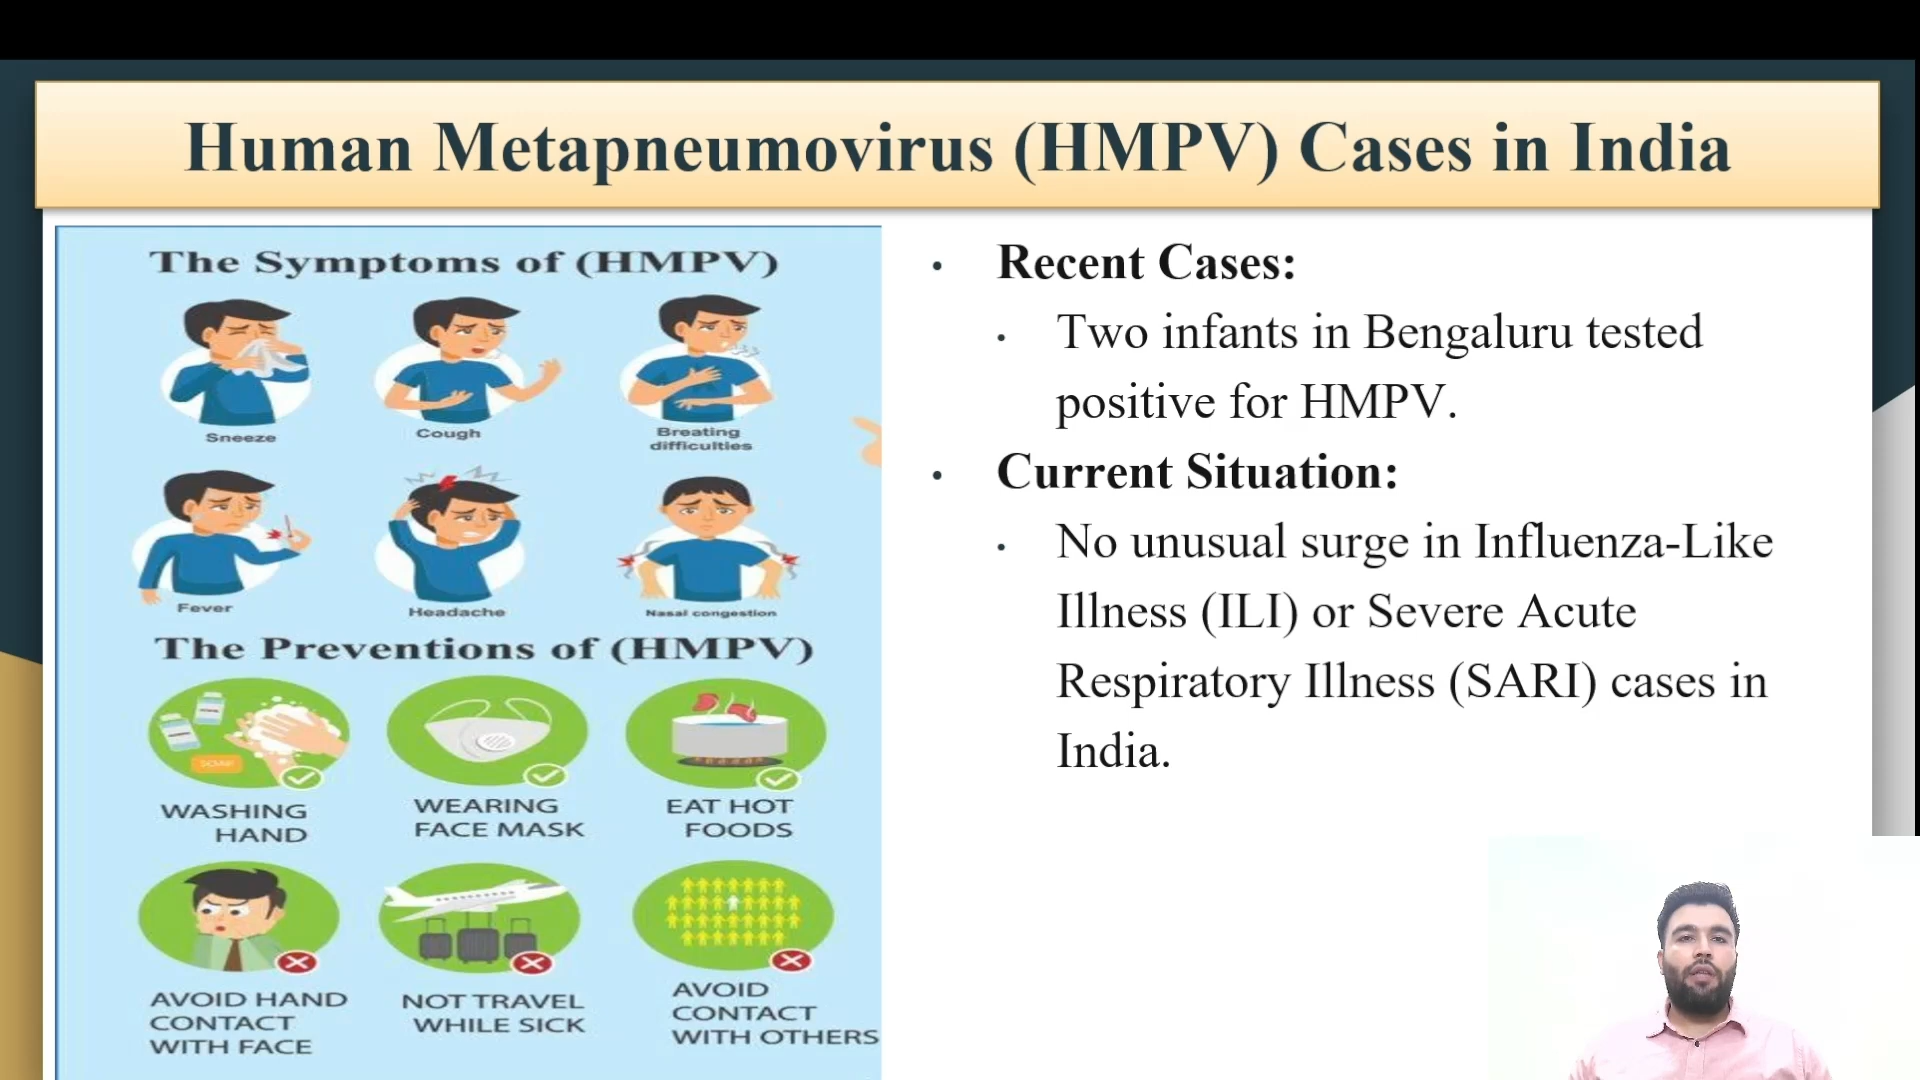 Human Metapneumovirus (HMPV) Cases in India
The Symptoms of (HMPV)
Sneeze
Cough
Breating
difficulties
Fever
Headache
Nasal congestion
The Preventions of (HMPV)
SOAP
WASHING
HAND
WEARING
FACE MASK
EAT HOT
FOODS
AVOID HAND
CONTACT
WITH FACE
NOT TRAVEL
WHILE SICK
AVOID
CONTACT
WITH OTHERS
• Recent Cases:
• Two infants in Bengaluru tested
positive for HMPV.
• Current Situation:
• No unusual surge in Influenza-Like
Illness (ILI) or Severe Acute
Respiratory Illness (SARI) cases in
India.